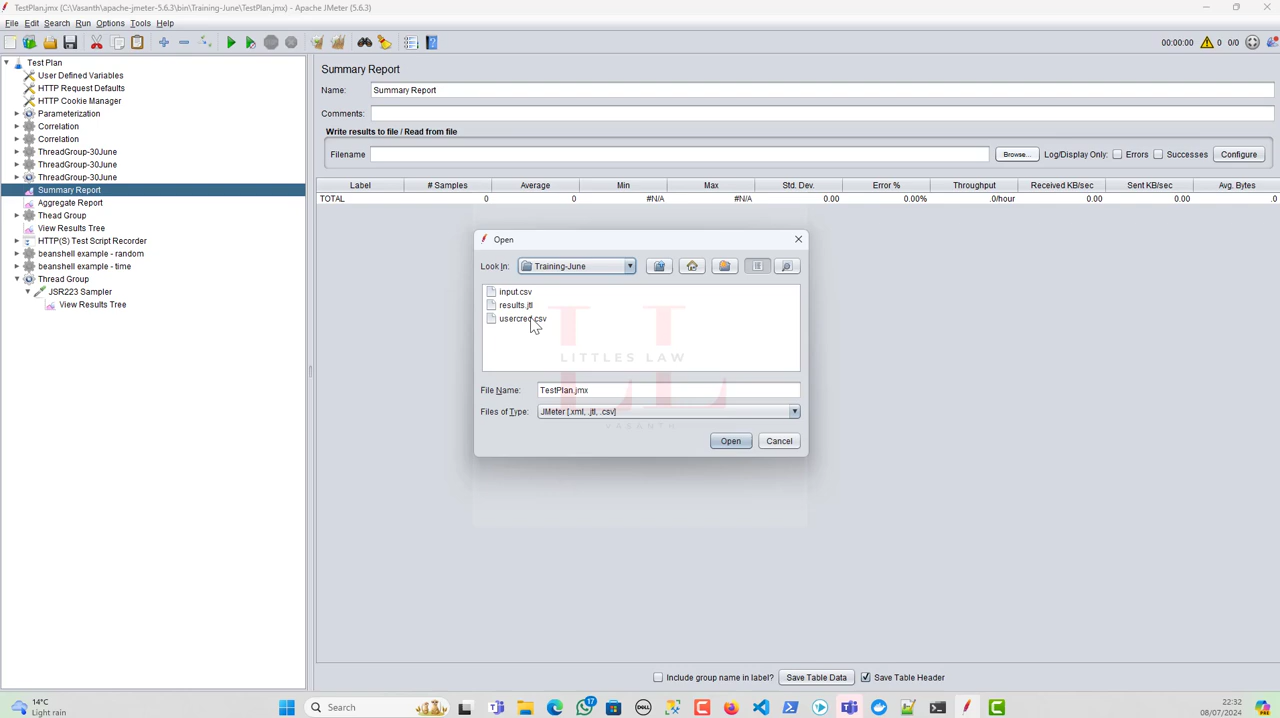 TestPlan.jmx (C:\Vasanth\apache-jmeter-5.6.3\bin\Training-June\TestPlan.jmx) - Apache JMeter (5.6.3)
File Edit Search Run Options Tools Help
00:00:00 0 0/0
Test Plan
User Defined Variables
HTTP Request Defaults
HTTP Cookie Manager
Parameterization
Correlation
Correlation
ThreadGroup-30June
ThreadGroup-30June
ThreadGroup-30June
Summary Report
Aggregate Report
Thead Group
View Results Tree
HTTP(S) Test Script Recorder
beanshell example - random
beanshell example - time
Thread Group
JSR223 Sampler
View Results Tree
Summary Report
Name: Summary Report
Comments:
Write results to file / Read from file
Filename Browse... Log/Display Only: Errors Successes Configure
Label # Samples Average Min Max Std. Dev. Error % Throughput Received KB/sec Sent KB/sec Avg. Bytes
TOTAL 0 0 #N/A #N/A 0.00 0.00% .0/hour 0.00 0.00 .0
Open
Look In: Training-June
input.csv
results.jtl
usercred.csv
LITTLES LAW
File Name: TestPlan.jmx
Files of Type: JMeter [.xml, .jtl, .csv]
VASANTH
Open Cancel
Include group name in label? Save Table Data Save Table Header
14°C
Light rain
Search
17
DELL
22:32
08/07/2024